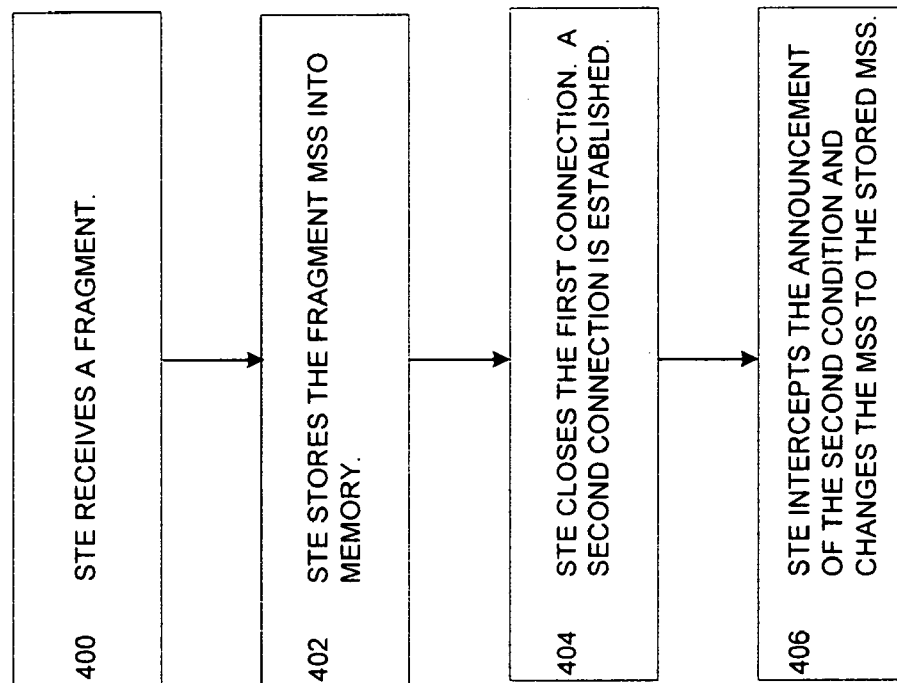 400 STE RECEIVES A FRAGMENT.
402 STE STORES THE FRAGMENT MSS INTO
MEMORY.
404 STE CLOSES THE FIRST CONNECTION. A
SECOND CONNECTION IS ESTABLISHED.
406 STE INTERCEPTS THE ANNOUNCEMENT
OF THE SECOND CONDITION AND
CHANGES THE MSS TO THE STORED MSS.